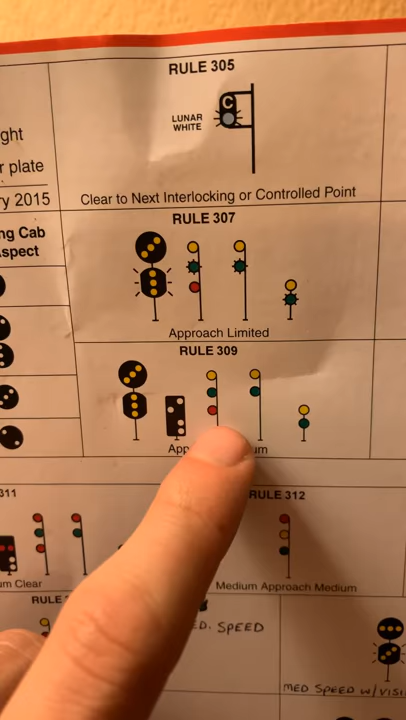 RULE 305
C
LUNAR
WHITE
ght
r plate
ry 2015
Clear to Next Interlocking or Controlled Point
ng Cab
spect
RULE 307
Approach Limited
RULE 309
App um
311
RULE 312
um Clear
Medium Approach Medium
RULE
ED. SPEED
MED SPEED W/VISI